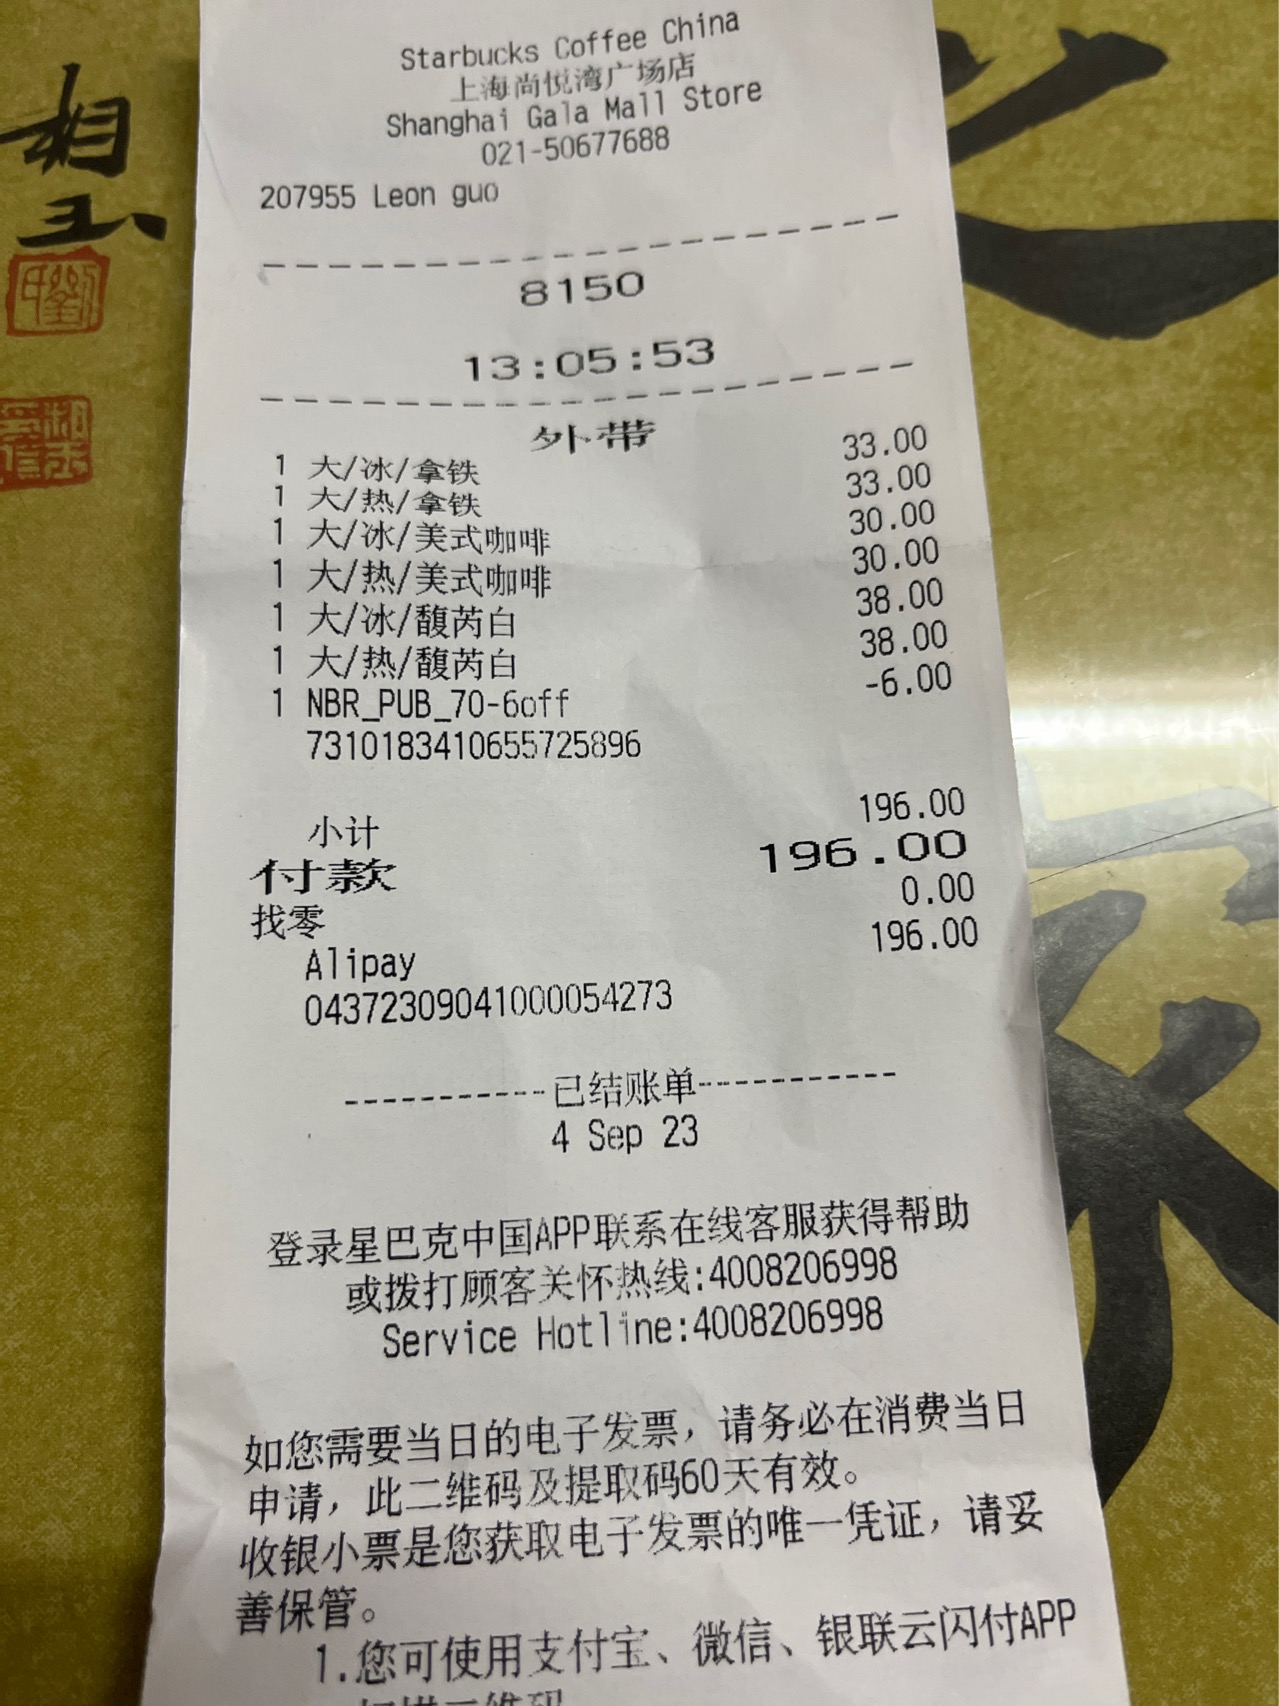 Starbucks Coffee China
上海尚悦湾广场店
Shanghai Gala Mall Store
021-50677688
207955 Leon guo
8150
13:05:53
外带
1 大/冰/拿铁 33.00
1 大/热/拿铁 33.00
1 大/冰/美式咖啡 30.00
1 大/热/美式咖啡 30.00
1 大/冰/馥芮白 38.00
1 大/热/馥芮白 38.00
1 NBR_PUB_70-6off -6.00
7310183410655725896
小计 196.00
付款 196.00
找零 0.00
Alipay 196.00
04372309041000054273
-----------已结账单-----------
4 Sep 23
登录星巴克中国APP联系在线客服获得帮助
或拨打顾客关怀热线:4008206998
Service Hotline:4008206998
如您需要当日的电子发票，请务必在消费当日
申请，此二维码及提取码60天有效。
收银小票是您获取电子发票的唯一凭证，请妥
善保管。
1.您可使用支付宝、微信、银联云闪付APP
扫描二维码